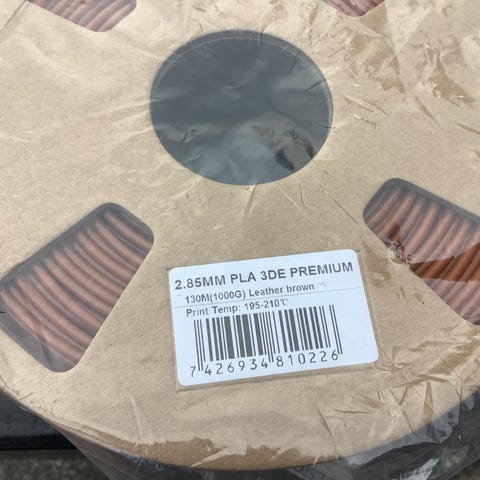 2.85MM PLA 3DE PREMIUM
130M(1000G) Leather brown
Print Temp: 195-210℃
7 426934 810226